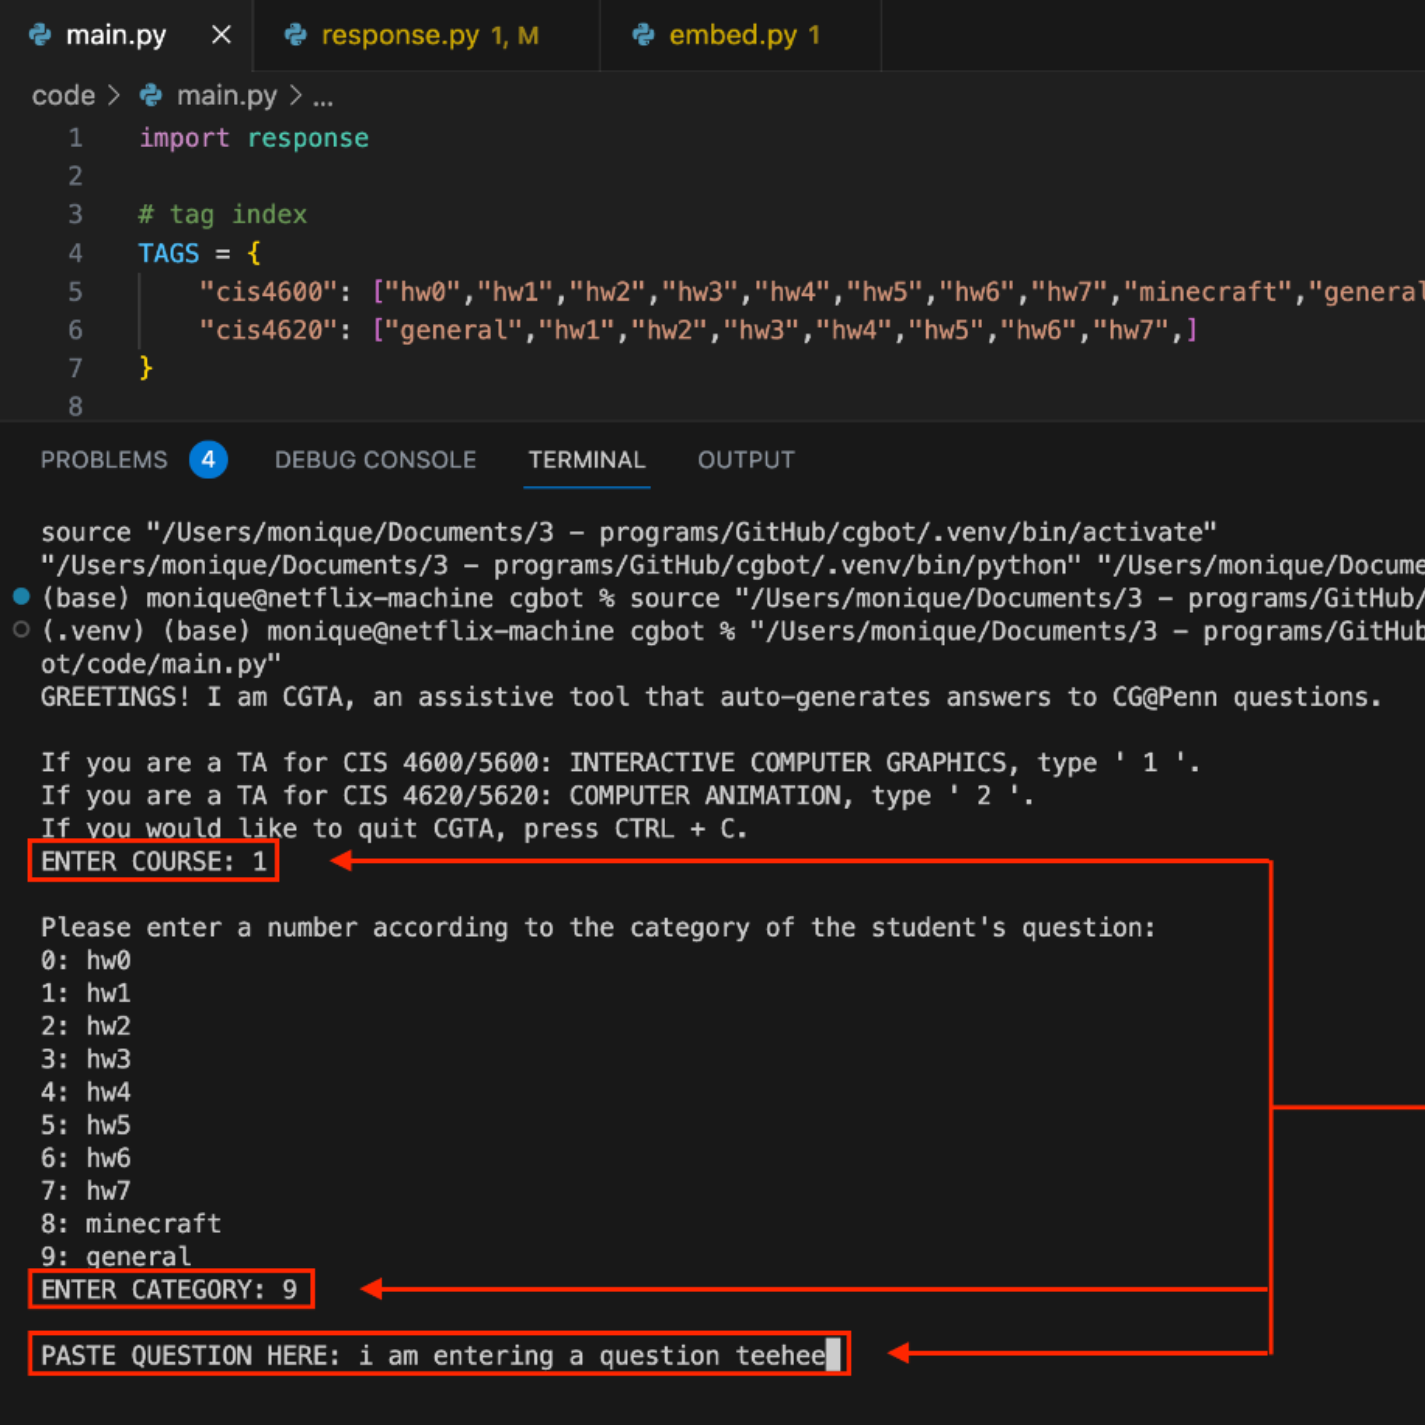 main.py
response.py 1, M
embed.py 1
code > main.py > ...
1 import response
2
3 # tag index
4 TAGS = {
5 "cis4600": ["hw0","hw1","hw2","hw3","hw4","hw5","hw6","hw7","minecraft","general
6 "cis4620": ["general","hw1","hw2","hw3","hw4","hw5","hw6","hw7",]
7 }
8
PROBLEMS 4 DEBUG CONSOLE TERMINAL OUTPUT
source "/Users/monique/Documents/3 – programs/GitHub/cgbot/.venv/bin/activate"
"/Users/monique/Documents/3 – programs/GitHub/cgbot/.venv/bin/python" "/Users/monique/Docume
(base) monique@netflix-machine cgbot % source "/Users/monique/Documents/3 – programs/GitHub/
(.venv) (base) monique@netflix-machine cgbot % "/Users/monique/Documents/3 – programs/GitHub
ot/code/main.py"
GREETINGS! I am CGTA, an assistive tool that auto-generates answers to CG@Penn questions.
If you are a TA for CIS 4600/5600: INTERACTIVE COMPUTER GRAPHICS, type ' 1 '.
If you are a TA for CIS 4620/5620: COMPUTER ANIMATION, type ' 2 '.
If you would like to quit CGTA, press CTRL + C.
ENTER COURSE: 1
Please enter a number according to the category of the student's question:
0: hw0
1: hw1
2: hw2
3: hw3
4: hw4
5: hw5
6: hw6
7: hw7
8: minecraft
9: general
ENTER CATEGORY: 9
PASTE QUESTION HERE: i am entering a question teehee